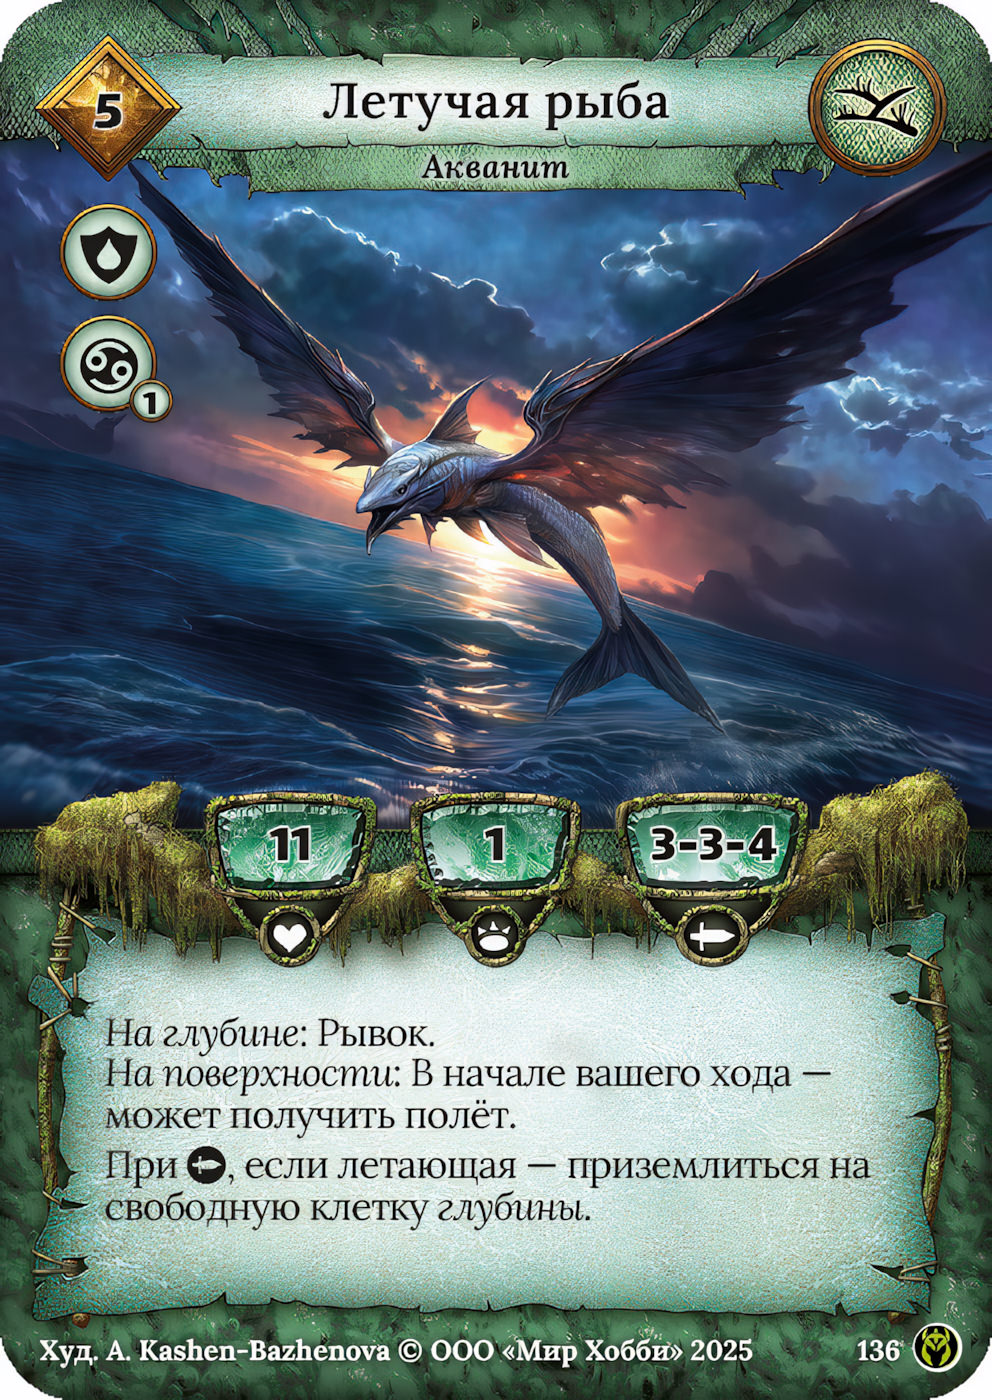 5
Летучая рыба
Акванит
1
11
1
3-3-4
На глубине: Рывок.
На поверхности: В начале вашего хода —
может получить полёт.
При , если летающая — приземлиться на
свободную клетку глубины.
Худ. А. Kashen-Bazhenova © ООО «Мир Хобби» 2025
136